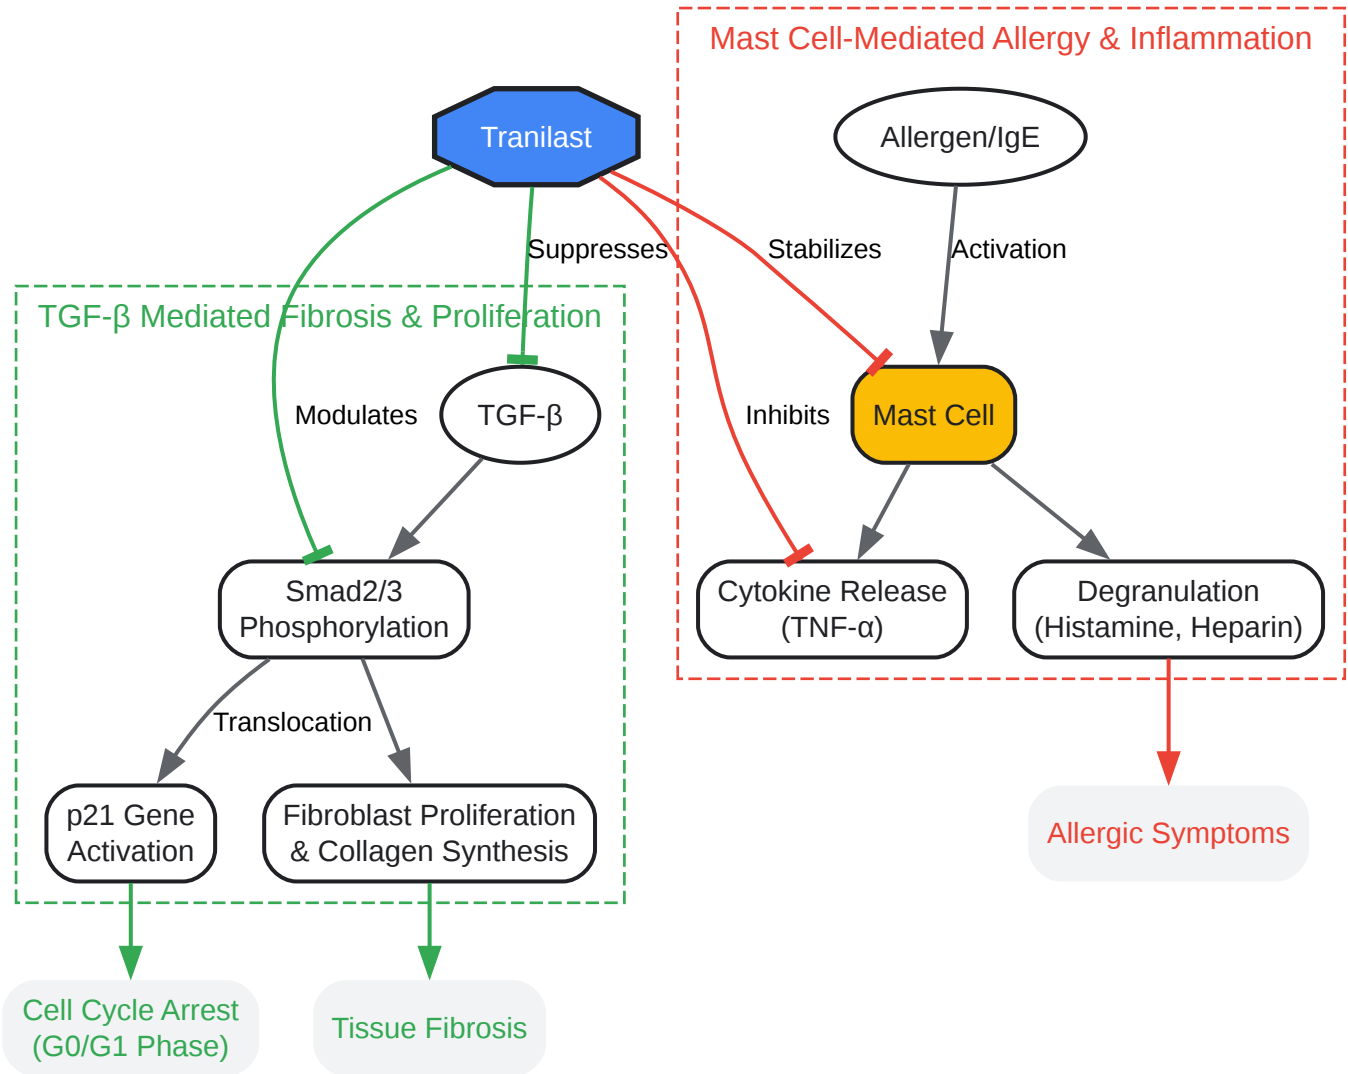 Mast Cell-Mediated Allergy & Inflammation
Tranilast
Allergen/IgE
Suppresses
Stabilizes
Activation
TGF-β Mediated Fibrosis & Proliferation
Modulates
TGF-β
Inhibits
Mast Cell
Smad2/3
Phosphorylation
Cytokine Release
(TNF-α)
Degranulation
(Histamine, Heparin)
Translocation
p21 Gene
Activation
Fibroblast Proliferation
& Collagen Synthesis
Allergic Symptoms
Cell Cycle Arrest
(G0/G1 Phase)
Tissue Fibrosis